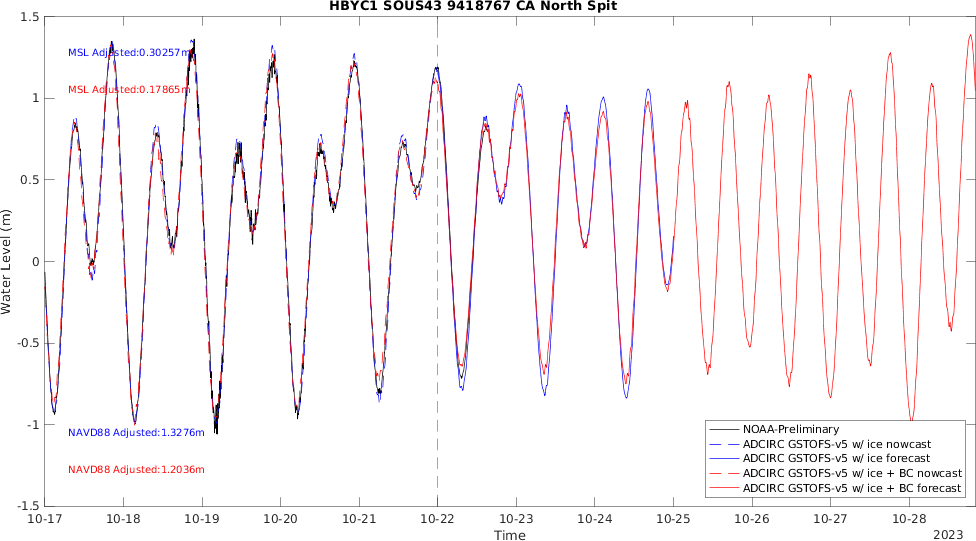 HBYC1 SOUS43 9418767 CA North Spit
1.5
1
0.5
0
-0.5
-1
-1.5
Water Level (m)
MSL Adjusted:0.30257m
MSL Adjusted:0.17865m
NAVD88 Adjusted:1.3276m
NAVD88 Adjusted:1.2036m
NOAA-Preliminary
ADCIRC GSTOFS-v5 w/ ice nowcast
ADCIRC GSTOFS-v5 w/ ice forecast
ADCIRC GSTOFS-v5 w/ ice + BC nowcast
ADCIRC GSTOFS-v5 w/ ice + BC forecast
10-17 10-18 10-19 10-20 10-21 10-22 10-23 10-24 10-25 10-26 10-27 10-28
Time
2023